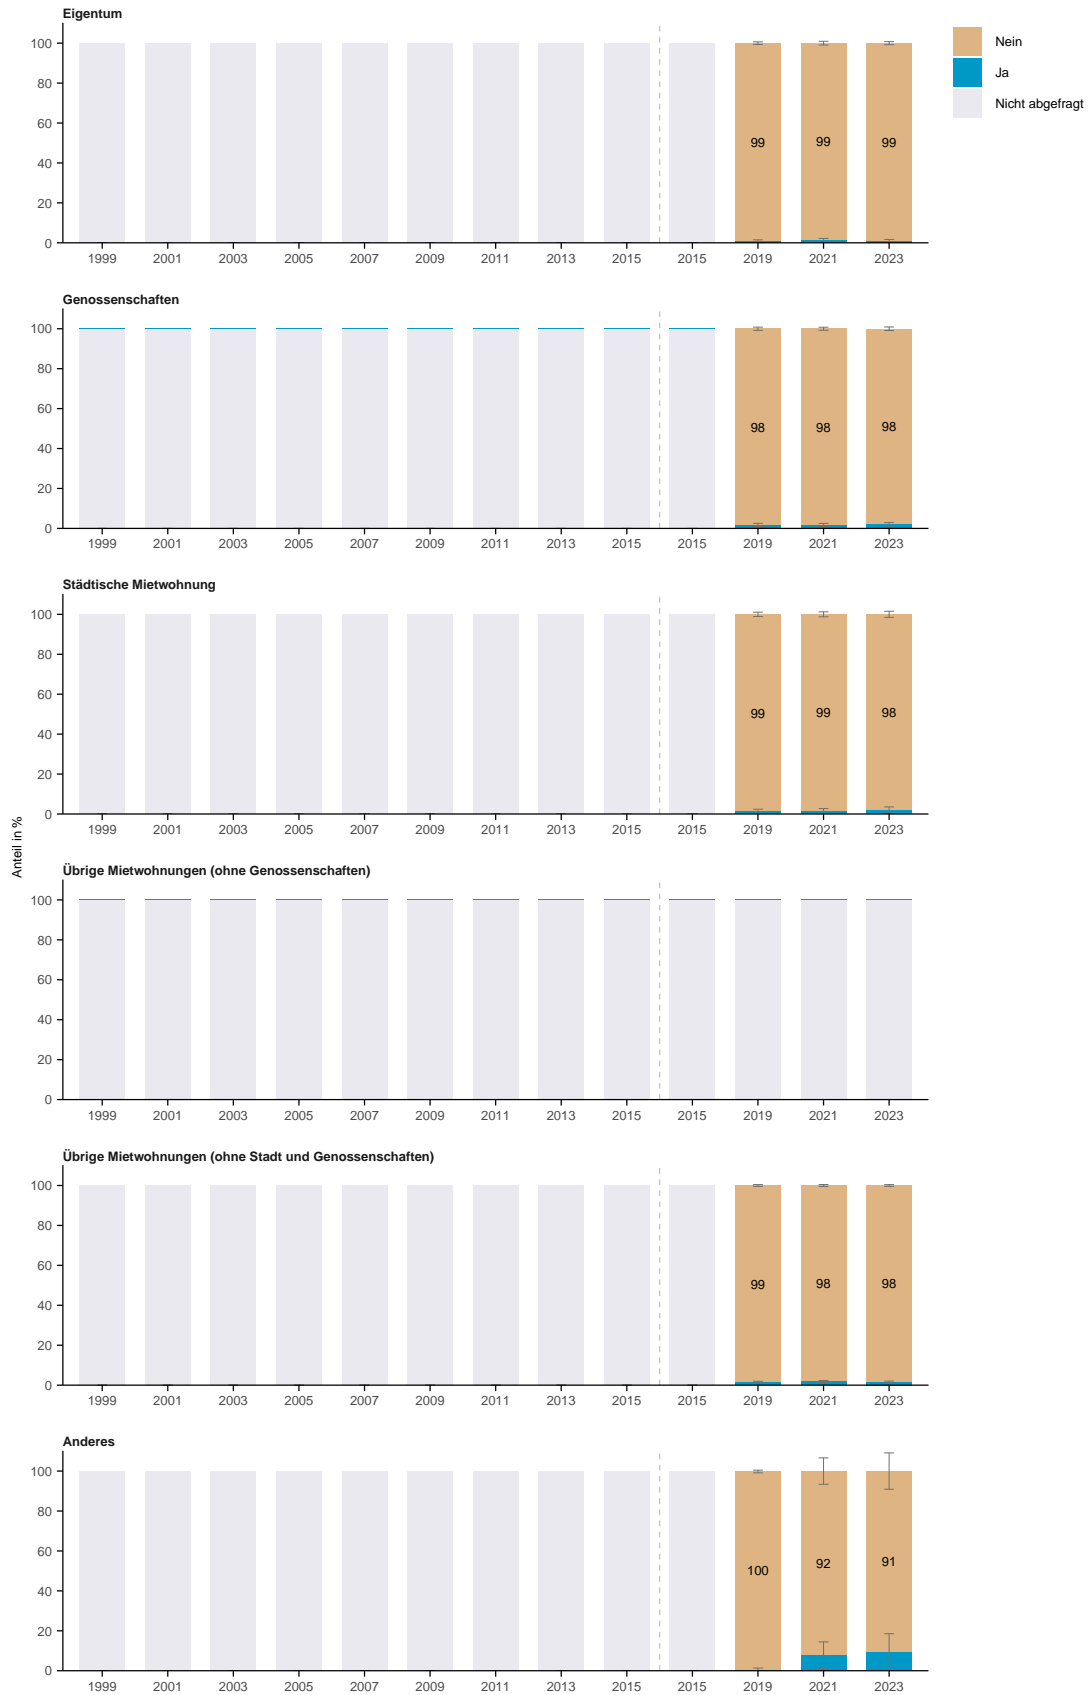 Eigentum
Nein
Ja
Nicht abgefragt
100
80
60
40
20
0
99 99 99
1999 2001 2003 2005 2007 2009 2011 2013 2015 2015 2019 2021 2023
Genossenschaften
100
80
60
40
20
0
98 98 98
1999 2001 2003 2005 2007 2009 2011 2013 2015 2015 2019 2021 2023
Städtische Mietwohnung
100
80
60
40
20
0
99 99 98
1999 2001 2003 2005 2007 2009 2011 2013 2015 2015 2019 2021 2023
Anteil in %
Übrige Mietwohnungen (ohne Genossenschaften)
100
80
60
40
20
0
1999 2001 2003 2005 2007 2009 2011 2013 2015 2015 2019 2021 2023
Übrige Mietwohnungen (ohne Stadt und Genossenschaften)
100
80
60
40
20
0
99 98 98
1999 2001 2003 2005 2007 2009 2011 2013 2015 2015 2019 2021 2023
Anderes
100
80
60
40
20
0
100 92 91
1999 2001 2003 2005 2007 2009 2011 2013 2015 2015 2019 2021 2023